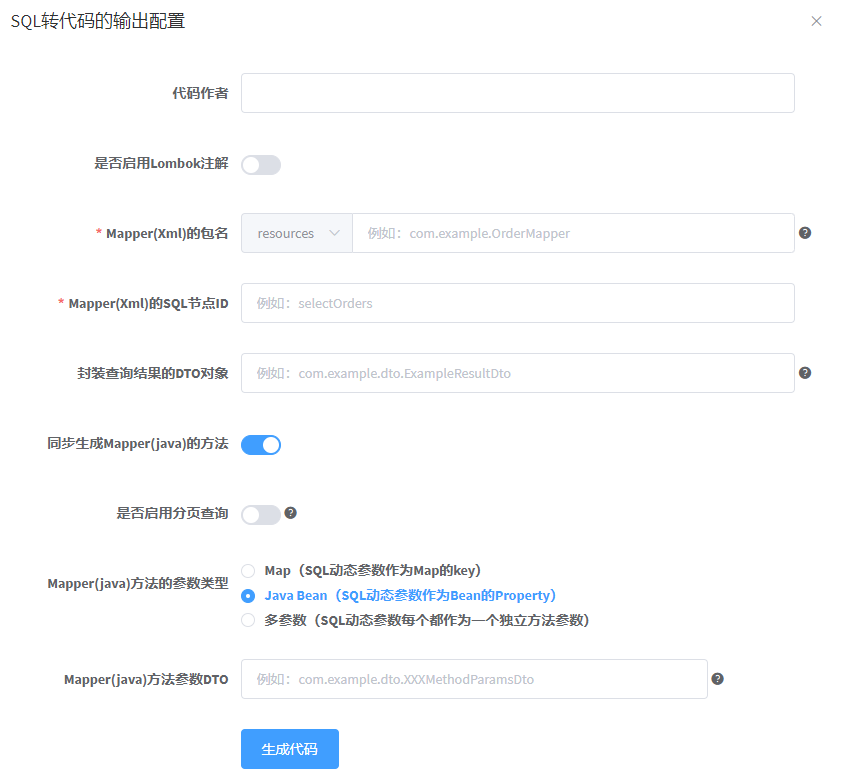 SQL转代码的输出配置
代码作者
是否启用Lombok注解
* Mapper(Xml)的包名 resources 例如：com.example.OrderMapper
* Mapper(Xml)的SQL节点ID 例如：selectOrders
封装查询结果的DTO对象 例如：com.example.dto.ExampleResultDto
同步生成Mapper(java)的方法
是否启用分页查询
Mapper(java)方法的参数类型
Map（SQL动态参数作为Map的key）
Java Bean（SQL动态参数作为Bean的Property）
多参数（SQL动态参数每个都作为一个独立方法参数）
Mapper(java)方法参数DTO 例如：com.example.dto.XXXMethodParamsDto
生成代码